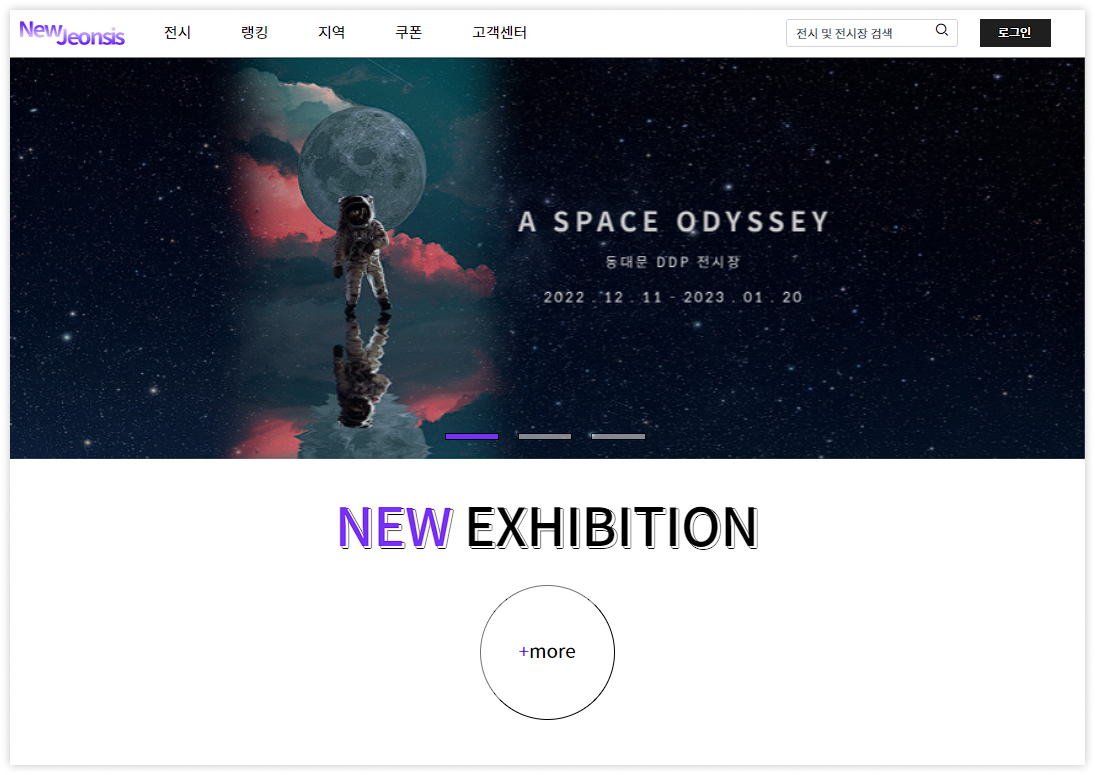 NewJeonsis 전시 랭킹 지역 쿠폰 고객센터 전시 및 전시장 검색 로그인
A SPACE ODYSSEY
동대문 DDP 전시장
2022 . 12 . 11 - 2023 . 01 . 20
NEW EXHIBITION
+more